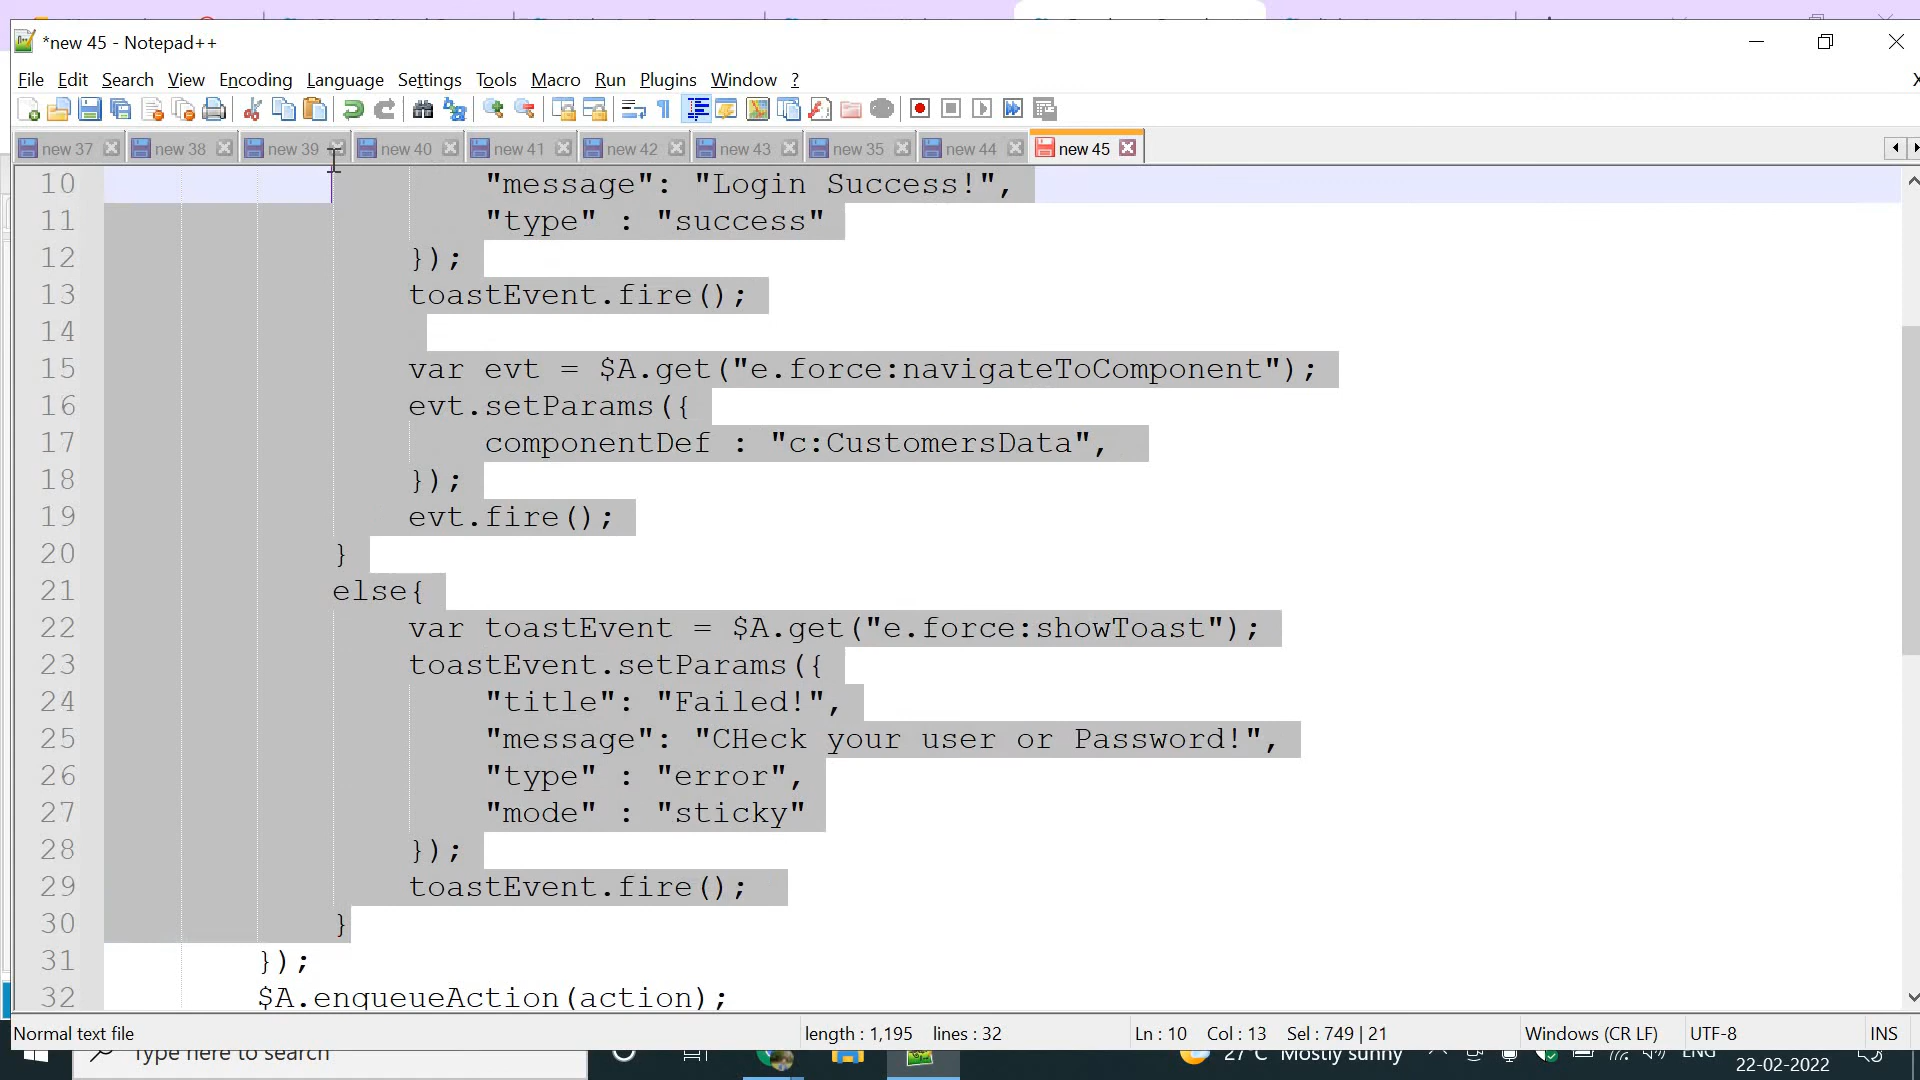 *new 45 - Notepad++
File Edit Search View Encoding Language Settings Tools Macro Run Plugins Window ?
new 37 new 38 new 39 new 40 new 41 new 42 new 43 new 35 new 44 new 45
10 "message": "Login Success!",
11 "type" : "success"
12 });
13 toastEvent.fire();
14
15 var evt = $A.get("e.force:navigateToComponent");
16 evt.setParams({
17 componentDef : "c:CustomersData",
18 });
19 evt.fire();
20 }
21 else{
22 var toastEvent = $A.get("e.force:showToast");
23 toastEvent.setParams({
24 "title": "Failed!",
25 "message": "CHeck your user or Password!",
26 "type" : "error",
27 "mode" : "sticky"
28 });
29 toastEvent.fire();
30 }
31 });
32 $A.enqueueAction(action);
Normal text file length : 1,195 lines : 32 Ln : 10 Col : 13 Sel : 749 | 21 Windows (CR LF) UTF-8 INS
Type here to search 27°C Mostly sunny ENG
22-02-2022